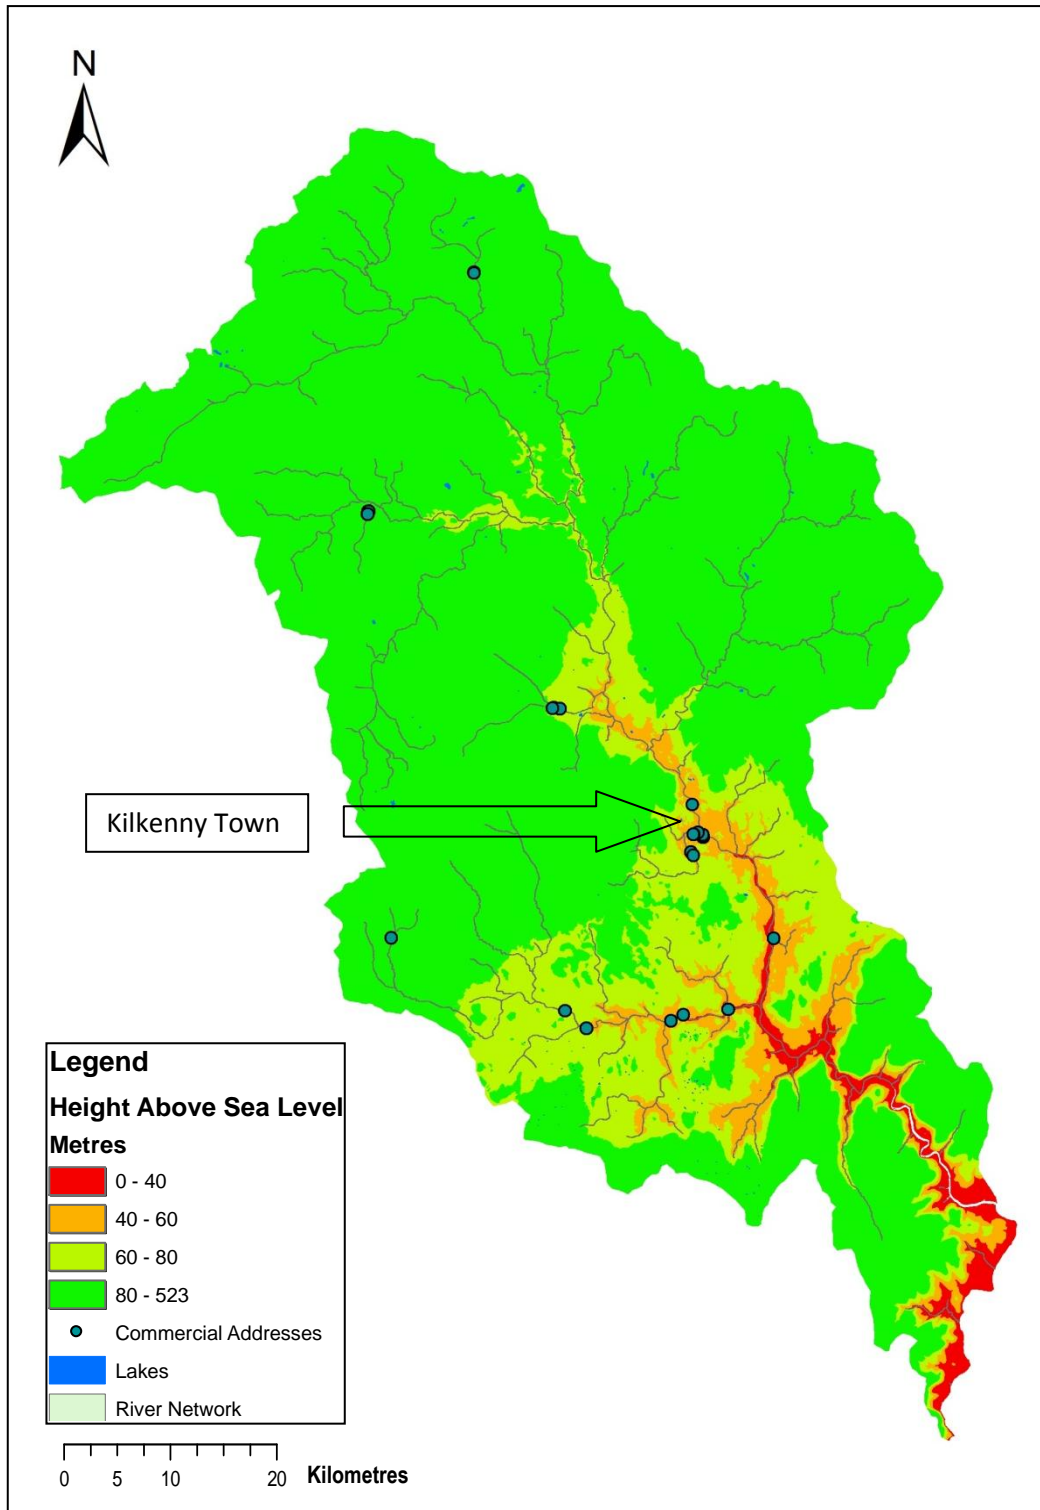 N
Kilkenny Town
Legend
Height Above Sea Level
Metres
0 - 40
40 - 60
60 - 80
80 - 523
Commercial Addresses
Lakes
River Network
0 5 10 20 Kilometres